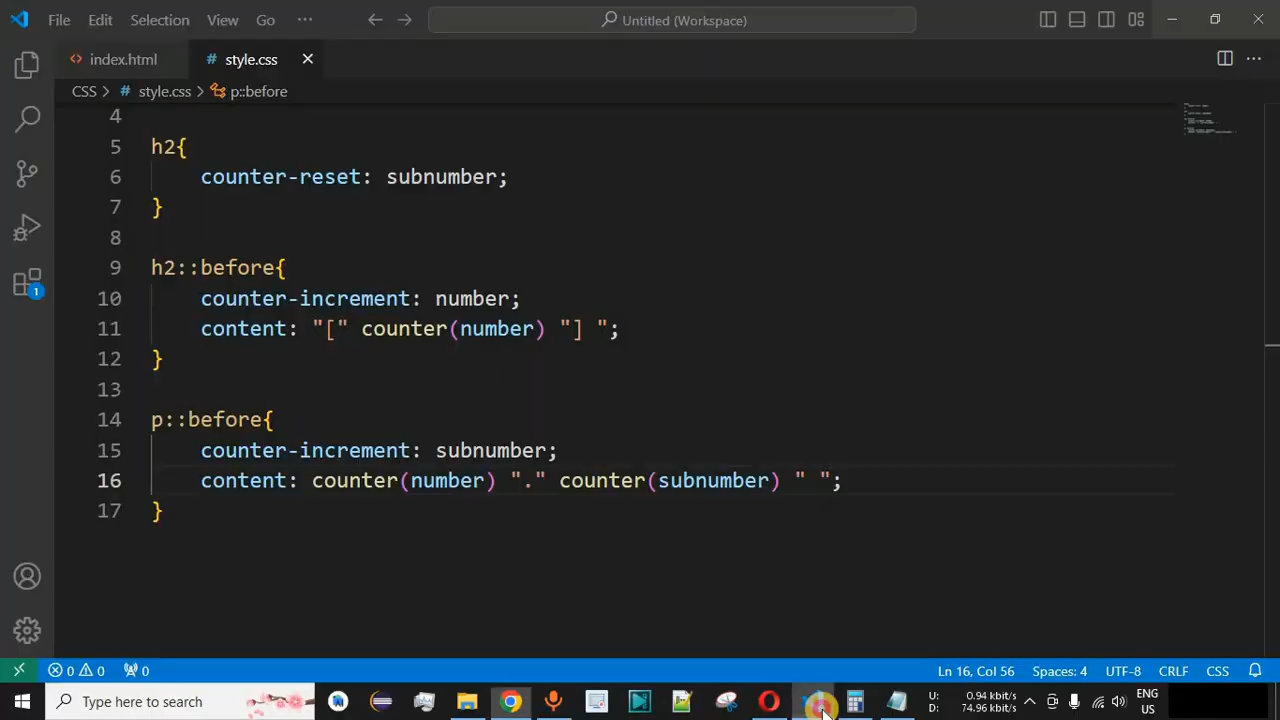 File Edit Selection View Go ··· Untitled (Workspace)
index.html # style.css
CSS > # style.css > p::before
4
5 h2{
6 counter-reset: subnumber;
7 }
8
9 h2::before{
10 counter-increment: number;
11 content: "[" counter(number) "] ";
12 }
13
14 p::before{
15 counter-increment: subnumber;
16 content: counter(number) "." counter(subnumber) " ";
17 }
1
0 0 0 Ln 16, Col 56 Spaces: 4 UTF-8 CRLF CSS
Type here to search U: 0.94 kbit/s ENG
D: 74.96 kbit/s US